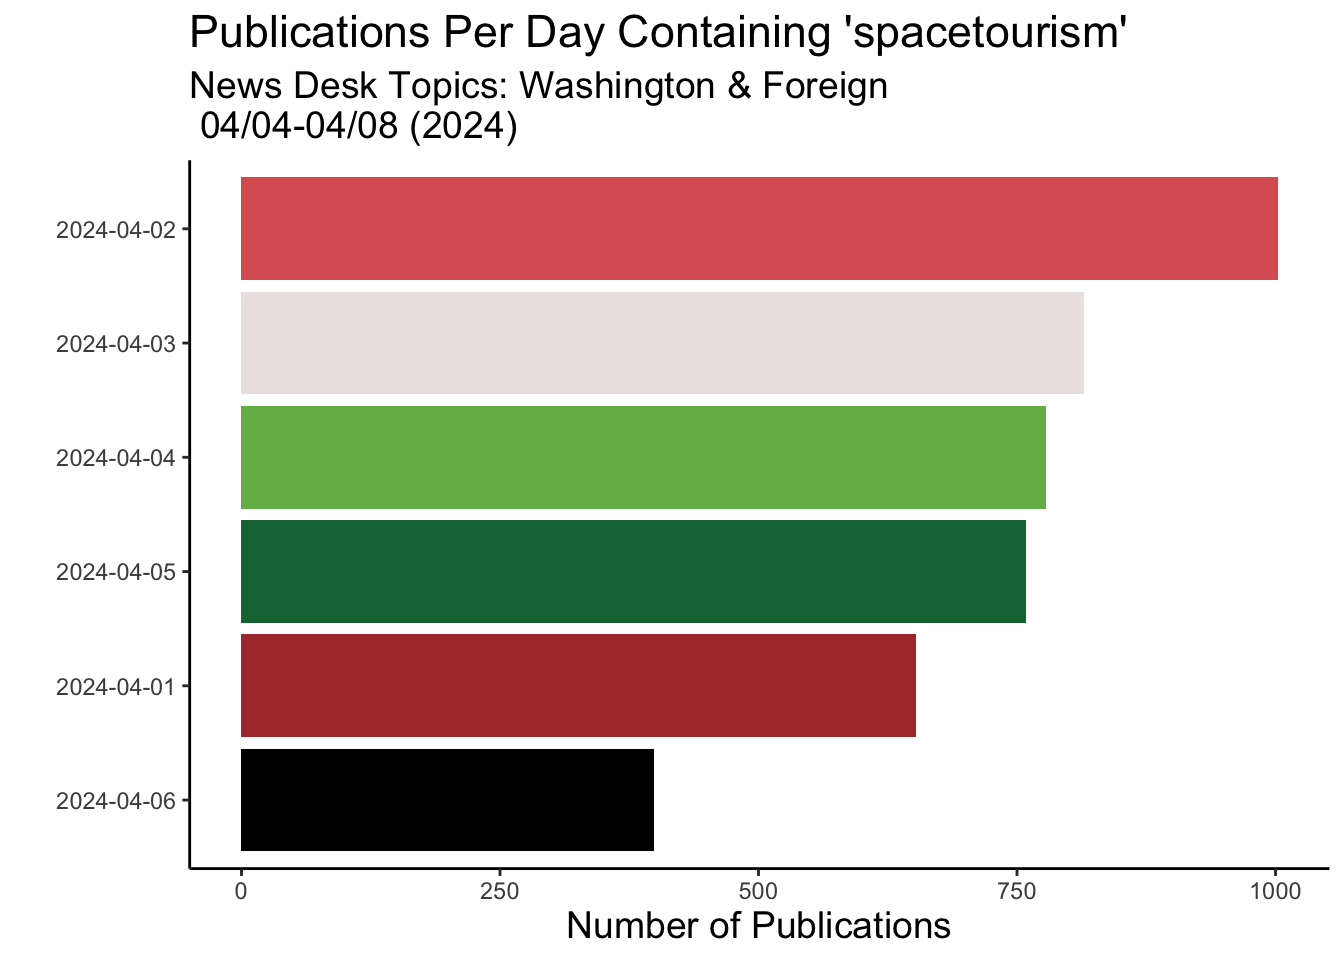 Publications Per Day Containing 'spacetourism'
News Desk Topics: Washington & Foreign
04/04-04/08 (2024)
2024-04-02
2024-04-03
2024-04-04
2024-04-05
2024-04-01
2024-04-06
0 250 500 750 1000
Number of Publications